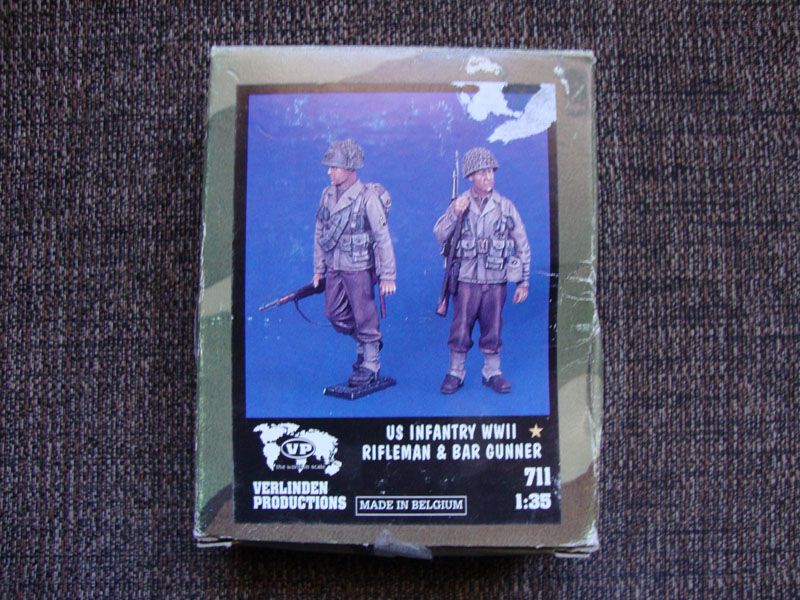 US INFANTRY WWII
RIFLEMAN & BAR GUNNER
711
1:35
VP
the world in scale
VERLINDEN
PRODUCTIONS
MADE IN BELGIUM